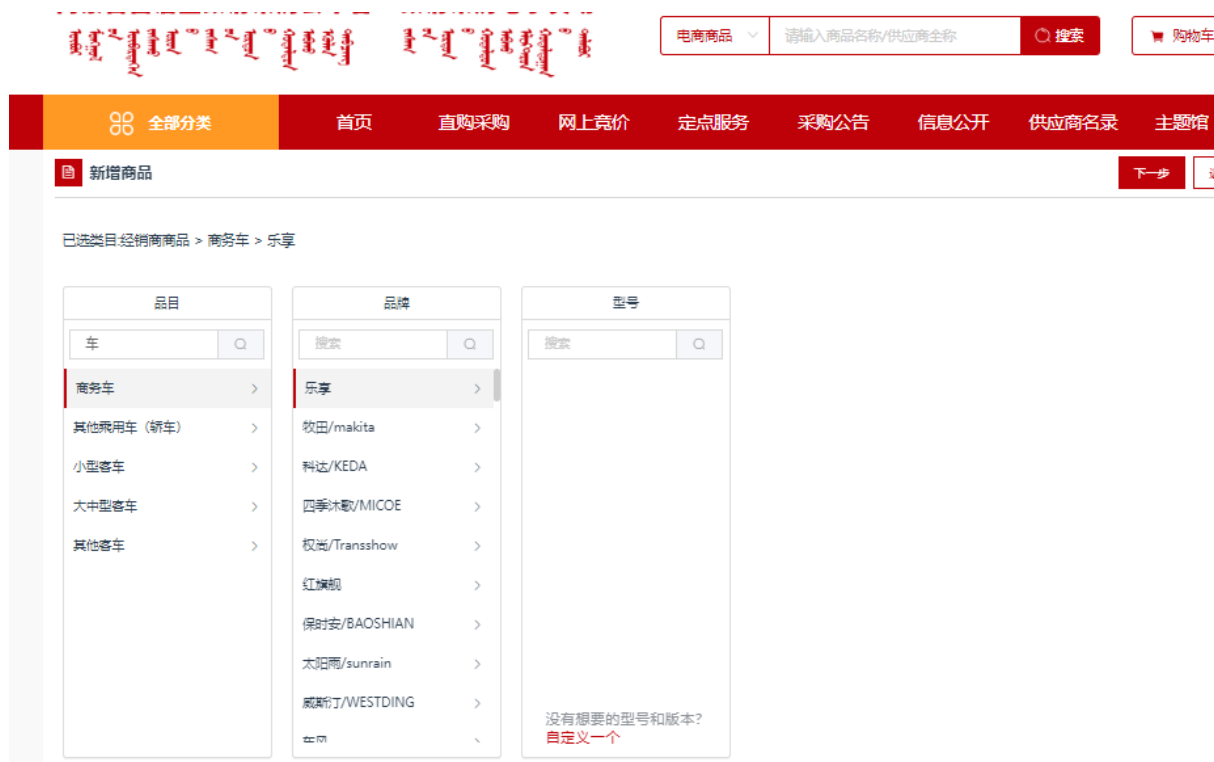 电商商品
请输入商品名称/供应商全称
搜索
购物车
全部分类
首页
直购采购
网上竞价
定点服务
采购公告
信息公开
供应商名录
主题馆
新增商品
下一步
已选类目:经销商商品 > 商务车 > 乐享
品目
品牌
型号
车
搜索
搜索
商务车
乐享
其他乘用车（轿车）
牧田/makita
小型客车
科达/KEDA
大中型客车
四季沐歌/MICOE
其他客车
权尚/Transshow
红旗舰
保时安/BAOSHIAN
太阳雨/sunrain
威斯汀/WESTDING
没有想要的型号和版本?
自定义一个